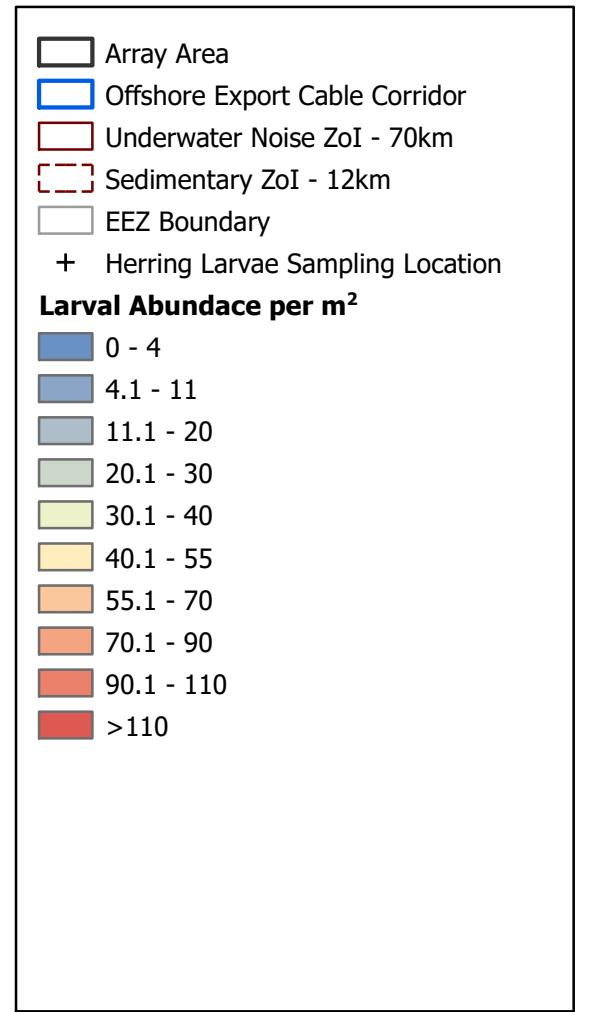 Array Area
Offshore Export Cable Corridor
Underwater Noise ZoI - 70km
Sedimentary ZoI - 12km
EEZ Boundary
Herring Larvae Sampling Location
Larval Abundace per m²
0 - 4
4.1 - 11
11.1 - 20
20.1 - 30
30.1 - 40
40.1 - 55
55.1 - 70
70.1 - 90
90.1 - 110
>110